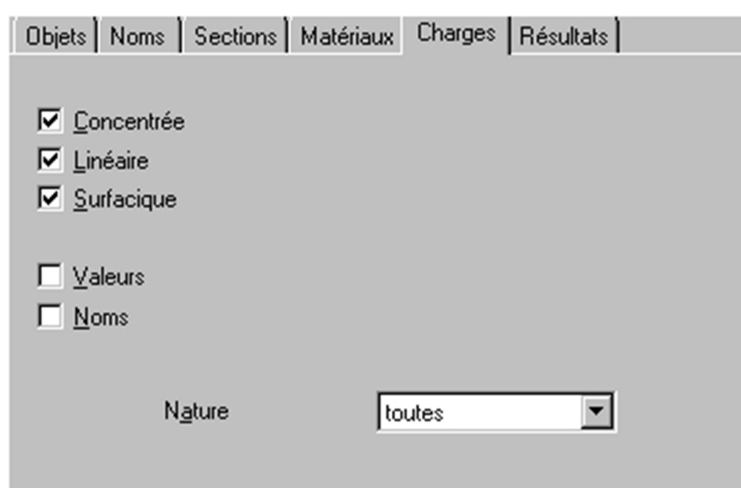 Objets Noms Sections Matériaux Charges Résultats
Concentrée
Linéaire
Surfacique
Valeurs
Noms
Nature toutes